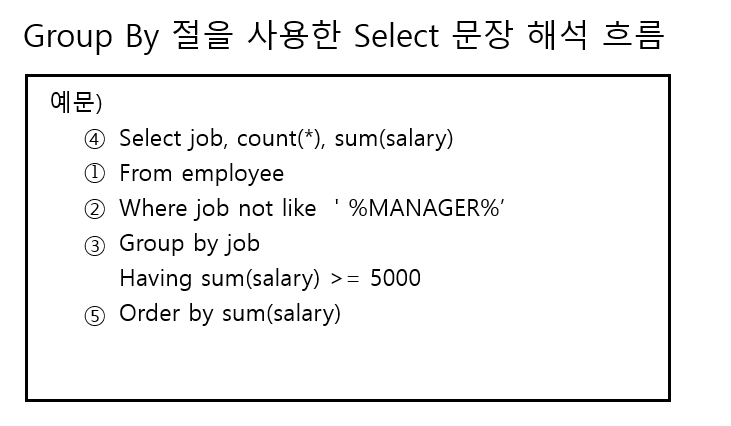 Group By 절을 사용한 Select 문장 해석 흐름
예문)
④ Select job, count(*), sum(salary)
① From employee
② Where job not like ' %MANAGER%'
③ Group by job
Having sum(salary) >= 5000
⑤ Order by sum(salary)